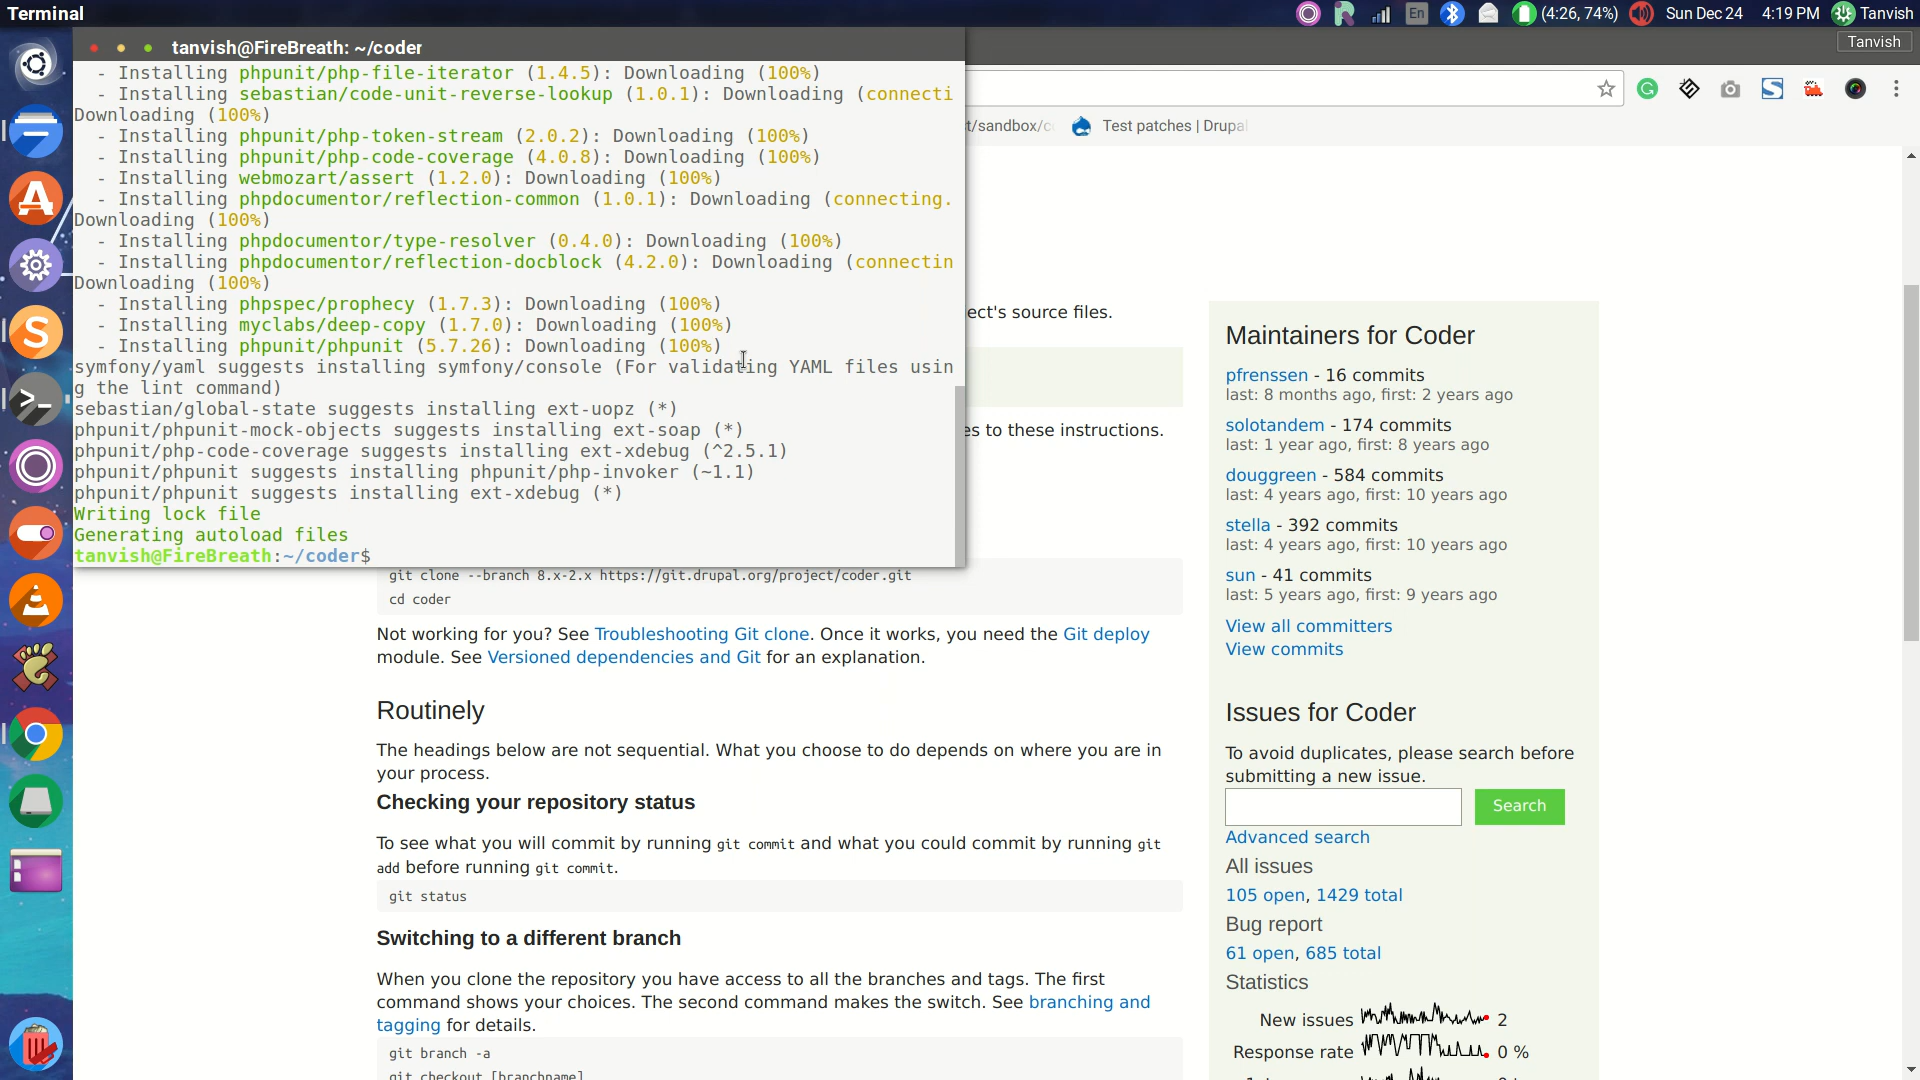 Terminal
En
(4:26, 74%)
Sun Dec 24
4:19 PM
Tanvish
tanvish@FireBreath: ~/coder
Tanvish
- Installing phpunit/php-file-iterator (1.4.5): Downloading (100%)
- Installing sebastian/code-unit-reverse-lookup (1.0.1): Downloading (connecti
Downloading (100%)
- Installing phpunit/php-token-stream (2.0.2): Downloading (100%)
- Installing phpunit/php-code-coverage (4.0.8): Downloading (100%)
- Installing webmozart/assert (1.2.0): Downloading (100%)
- Installing phpdocumentor/reflection-common (1.0.1): Downloading (connecting.
Downloading (100%)
- Installing phpdocumentor/type-resolver (0.4.0): Downloading (100%)
- Installing phpdocumentor/reflection-docblock (4.2.0): Downloading (connectin
Downloading (100%)
- Installing phpspec/prophecy (1.7.3): Downloading (100%)
- Installing myclabs/deep-copy (1.7.0): Downloading (100%)
- Installing phpunit/phpunit (5.7.26): Downloading (100%)
symfony/yaml suggests installing symfony/console (For validating YAML files usin
g the lint command)
sebastian/global-state suggests installing ext-uopz (*)
phpunit/phpunit-mock-objects suggests installing ext-soap (*)
phpunit/php-code-coverage suggests installing ext-xdebug (^2.5.1)
phpunit/phpunit suggests installing phpunit/php-invoker (~1.1)
phpunit/phpunit suggests installing ext-xdebug (*)
Writing lock file
Generating autoload files
tanvish@FireBreath:~/coder$
t/sandbox/c
Test patches | Drupal
ect's source files.
es to these instructions.
git clone --branch 8.x-2.x https://git.drupal.org/project/coder.git
cd coder
Not working for you? See Troubleshooting Git clone. Once it works, you need the Git deploy
module. See Versioned dependencies and Git for an explanation.
Routinely
The headings below are not sequential. What you choose to do depends on where you are in
your process.
Checking your repository status
To see what you will commit by running git commit and what you could commit by running git
add before running git commit.
git status
Switching to a different branch
When you clone the repository you have access to all the branches and tags. The first
command shows your choices. The second command makes the switch. See branching and
tagging for details.
git branch -a
git checkout [branchname]
Maintainers for Coder
pfrenssen - 16 commits
last: 8 months ago, first: 2 years ago
solotandem - 174 commits
last: 1 year ago, first: 8 years ago
douggreen - 584 commits
last: 4 years ago, first: 10 years ago
stella - 392 commits
last: 4 years ago, first: 10 years ago
sun - 41 commits
last: 5 years ago, first: 9 years ago
View all committers
View commits
Issues for Coder
To avoid duplicates, please search before
submitting a new issue.
Search
Advanced search
All issues
105 open, 1429 total
Bug report
61 open, 685 total
Statistics
New issues 2
Response rate 0 %